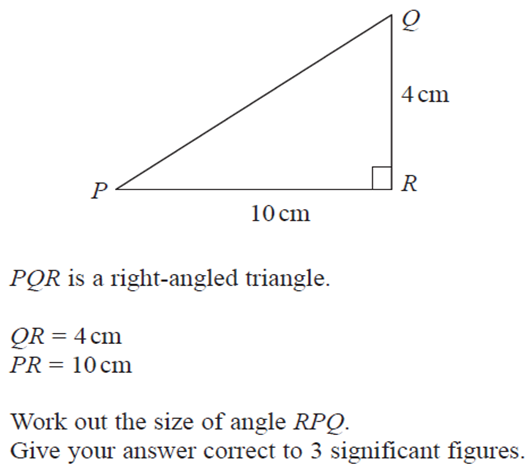 Q
4 cm
P
R
10 cm
PQR is a right-angled triangle.
QR = 4 cm
PR = 10 cm
Work out the size of angle RPQ.
Give your answer correct to 3 significant figures.